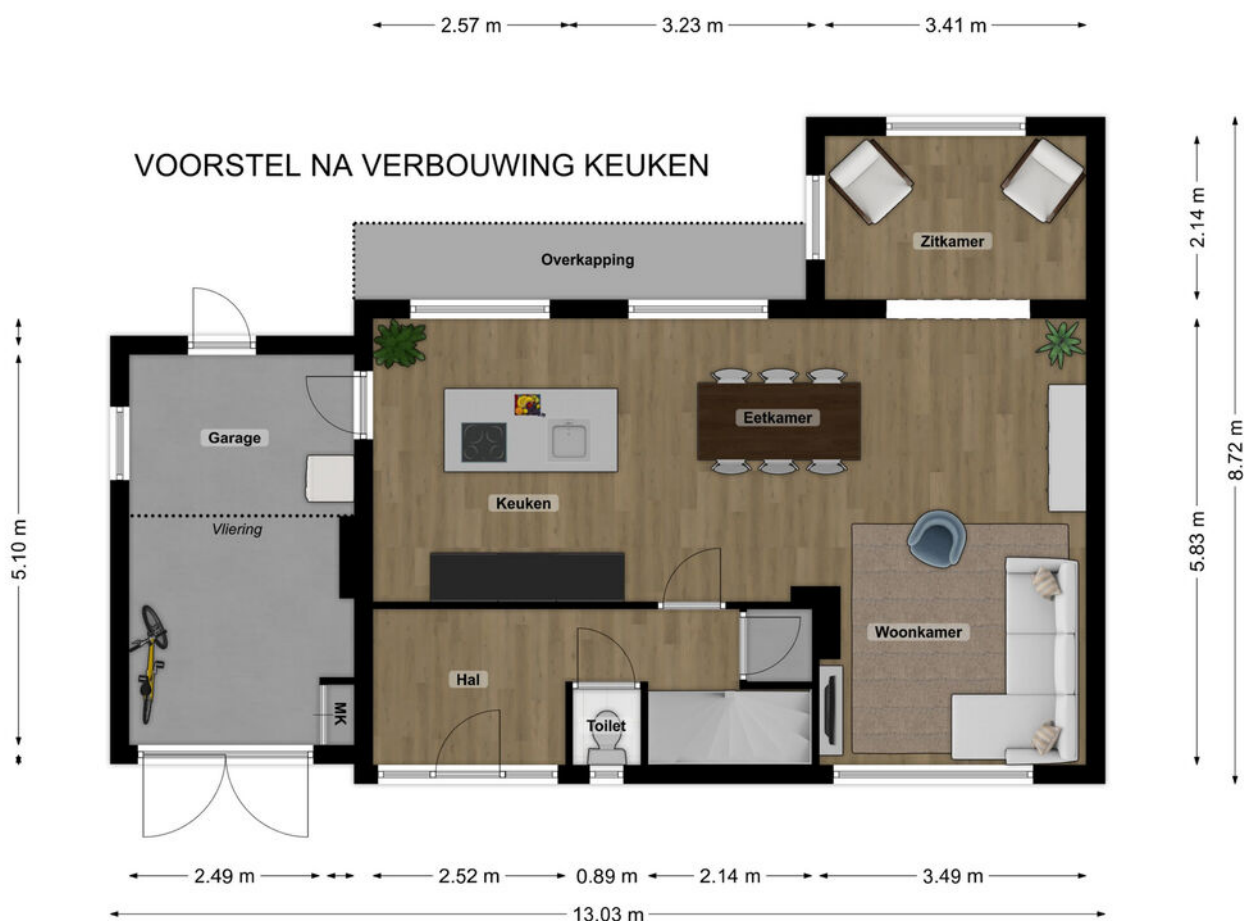 2.57 m 3.23 m 3.41 m
VOORSTEL NA VERBOUWING KEUKEN
2.14 m
Zitkamer
Overkapping
Garage
Eetkamer
8.72 m
Keuken
Vliering
5.10 m
5.83 m
Woonkamer
Hal
MK
Toilet
2.49 m 2.52 m 0.89 m 2.14 m 3.49 m
13.03 m